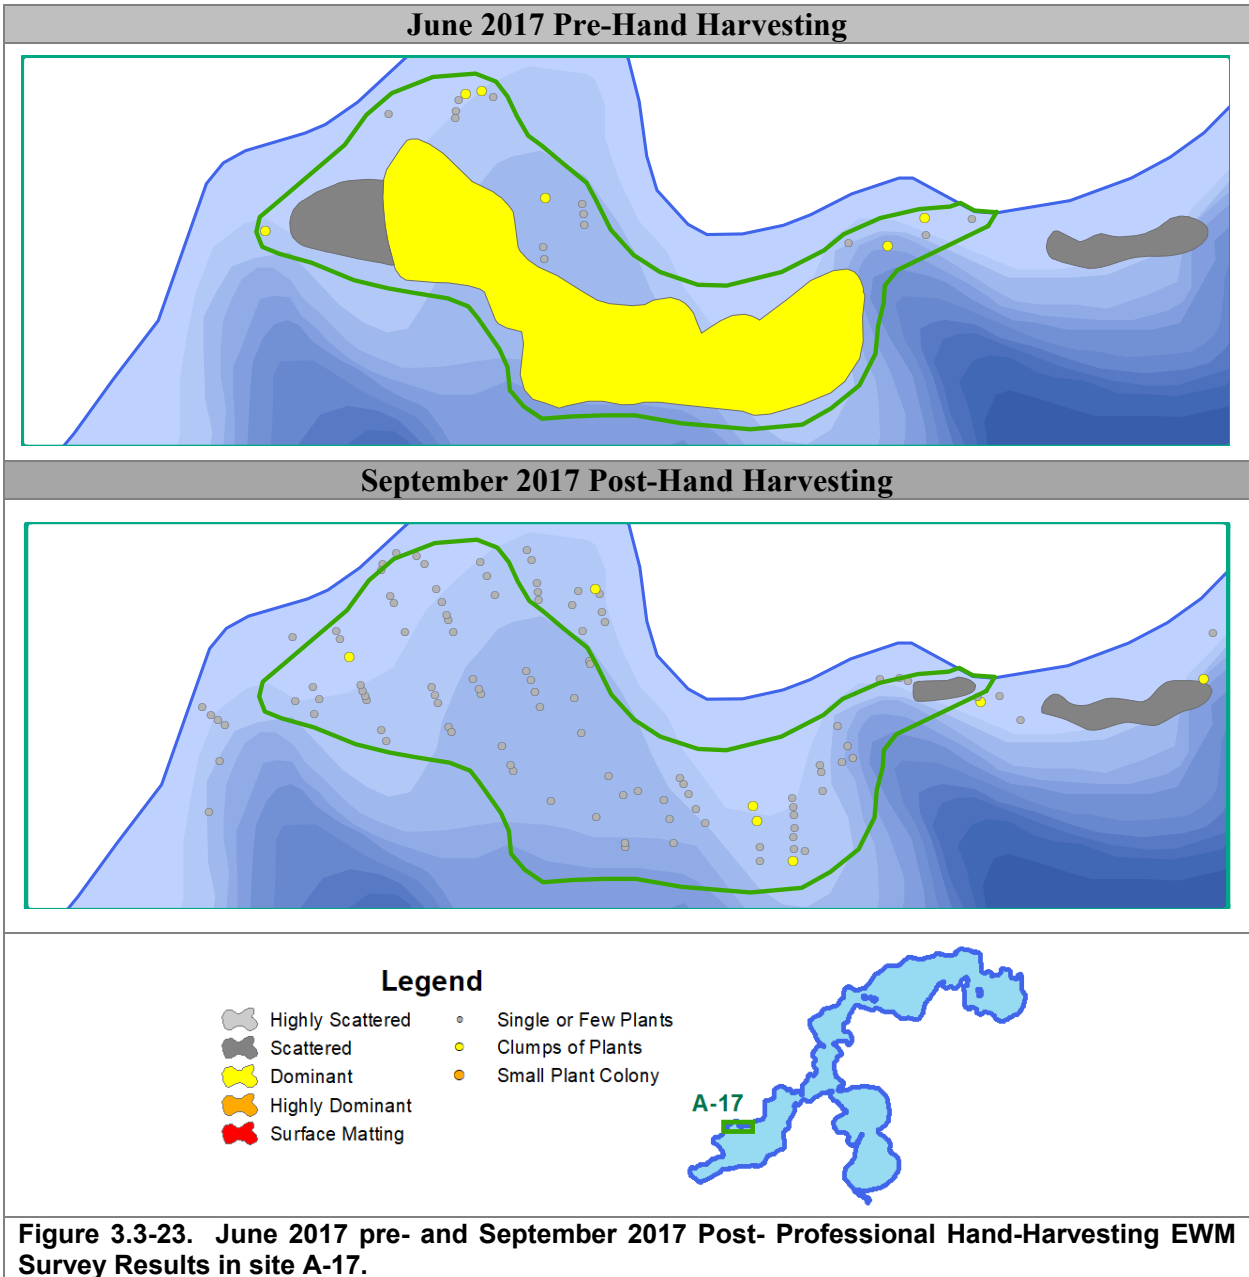 June 2017 Pre-Hand Harvesting
September 2017 Post-Hand Harvesting
Legend
Highly Scattered
Scattered
Dominant
Highly Dominant
Surface Matting
Single or Few Plants
Clumps of Plants
Small Plant Colony
A-17
Figure 3.3-23. June 2017 pre- and September 2017 Post- Professional Hand-Harvesting EWM
Survey Results in site A-17.